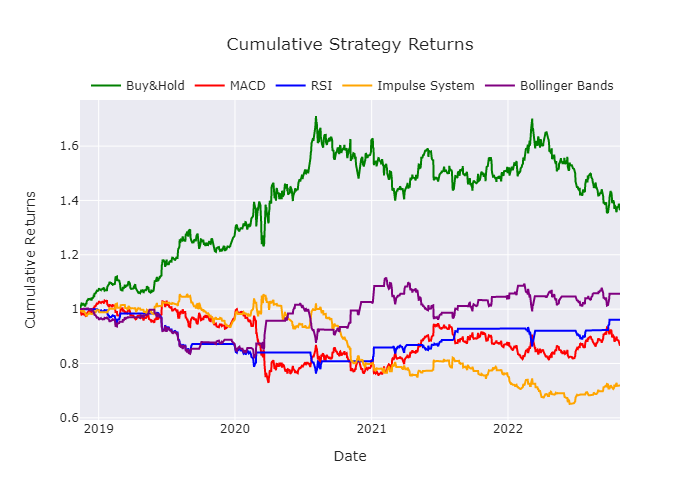 Cumulative Strategy Returns
Buy&Hold MACD RSI Impulse System Bollinger Bands
Cumulative Returns
1.6
1.4
1.2
1
0.8
0.6
2019 2020 2021 2022
Date